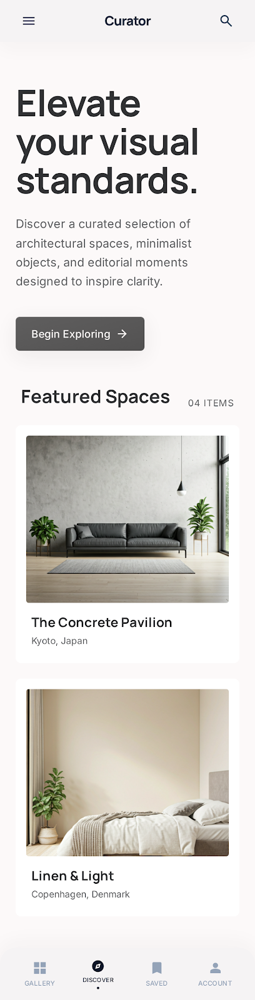 Curator
Elevate
your visual
standards.
Discover a curated selection of
architectural spaces, minimalist
objects, and editorial moments
designed to inspire clarity.
Begin Exploring
Featured Spaces
04 ITEMS
The Concrete Pavilion
Kyoto, Japan
Linen & Light
Copenhagen, Denmark
GALLERY
DISCOVER
SAVED
ACCOUNT